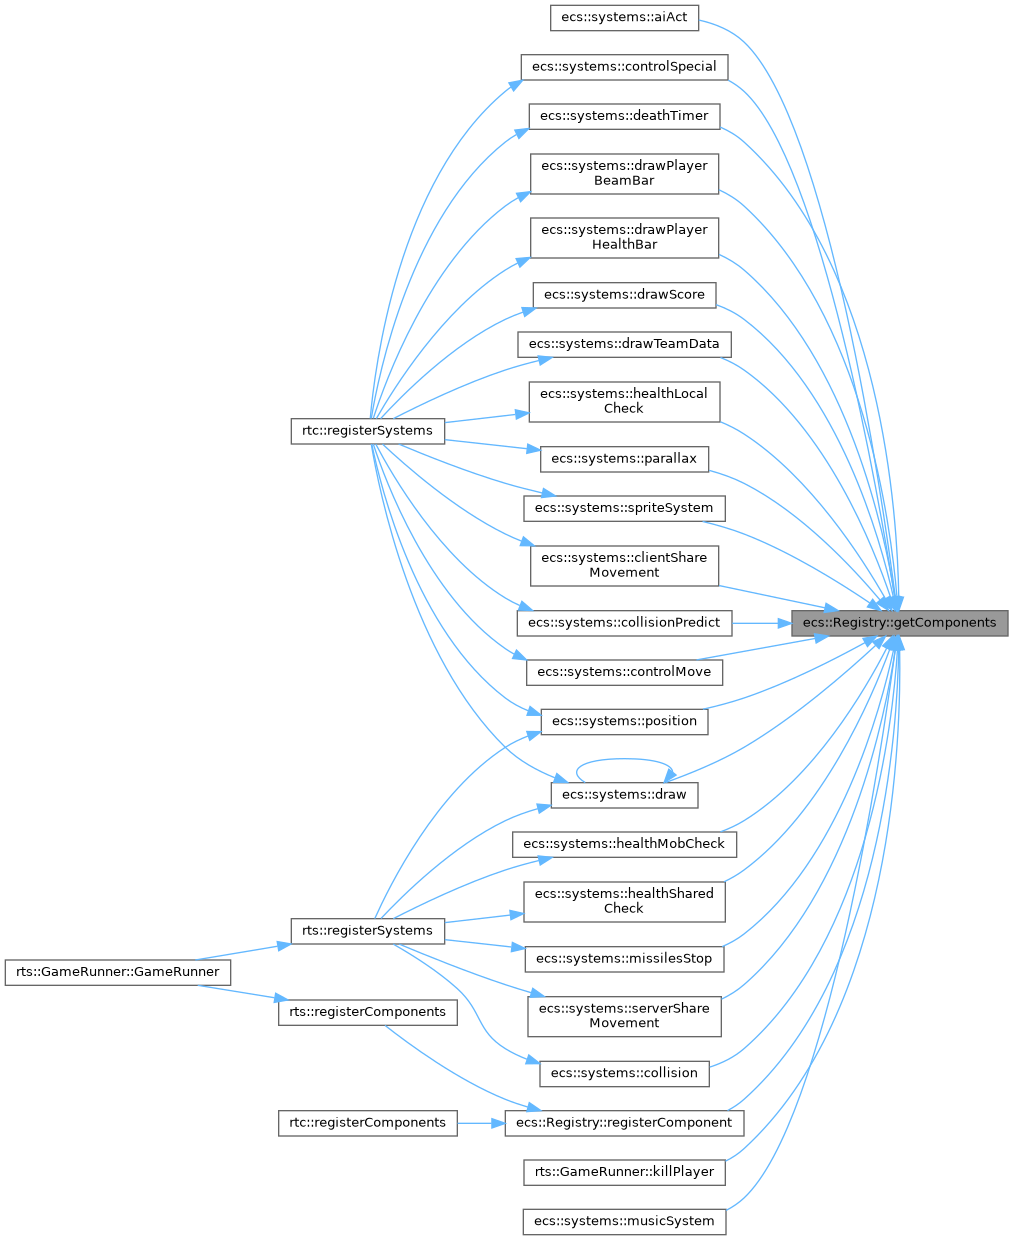 ecs::systems::aiAct
ecs::systems::controlSpecial
ecs::systems::deathTimer
ecs::systems::drawPlayer
BeamBar
ecs::systems::drawPlayer
HealthBar
ecs::systems::drawScore
ecs::systems::drawTeamData
ecs::systems::healthLocal
Check
rtc::registerSystems
ecs::systems::parallax
ecs::systems::spriteSystem
ecs::systems::clientShare
Movement
ecs::systems::collisionPredict
ecs::Registry::getComponents
ecs::systems::controlMove
ecs::systems::position
ecs::systems::draw
ecs::systems::healthMobCheck
ecs::systems::healthShared
Check
rts::registerSystems
ecs::systems::missilesStop
rts::GameRunner::GameRunner
rts::registerComponents
ecs::systems::serverShare
Movement
ecs::systems::collision
rtc::registerComponents
ecs::Registry::registerComponent
rts::GameRunner::killPlayer
ecs::systems::musicSystem